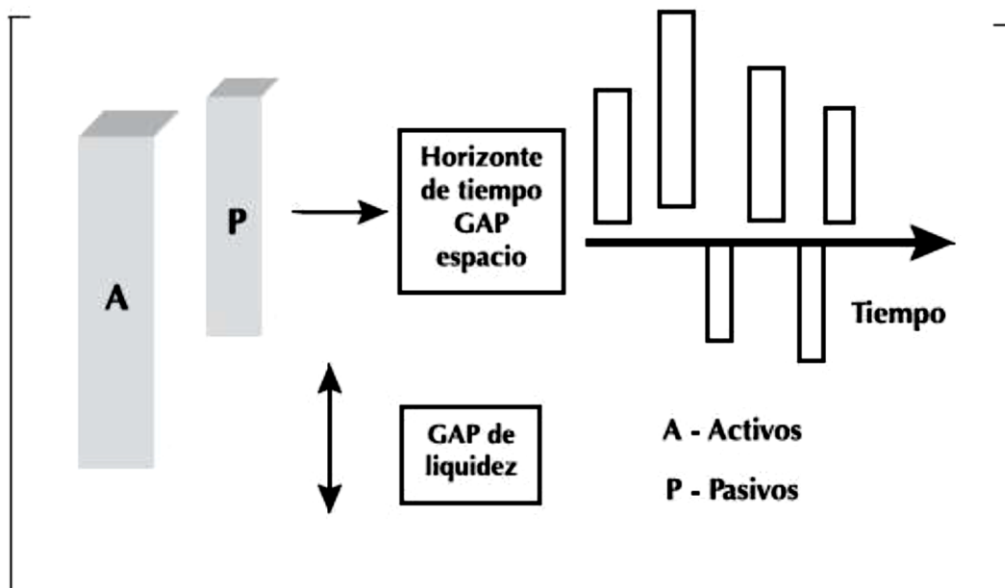 A
P
Horizonte
de tiempo
GAP
espacio
Tiempo
GAP de
liquidez
A - Activos
P - Pasivos